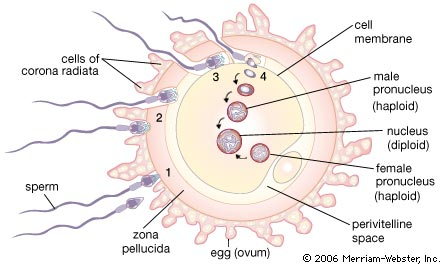 cells of
corona radiata
3
4
cell
membrane
male
pronucleus
(haploid)
2
nucleus
(diploid)
1
female
pronucleus
(haploid)
sperm
zona
pellucida
egg (ovum)
perivitelline
space
© 2006 Merriam-Webster, Inc.